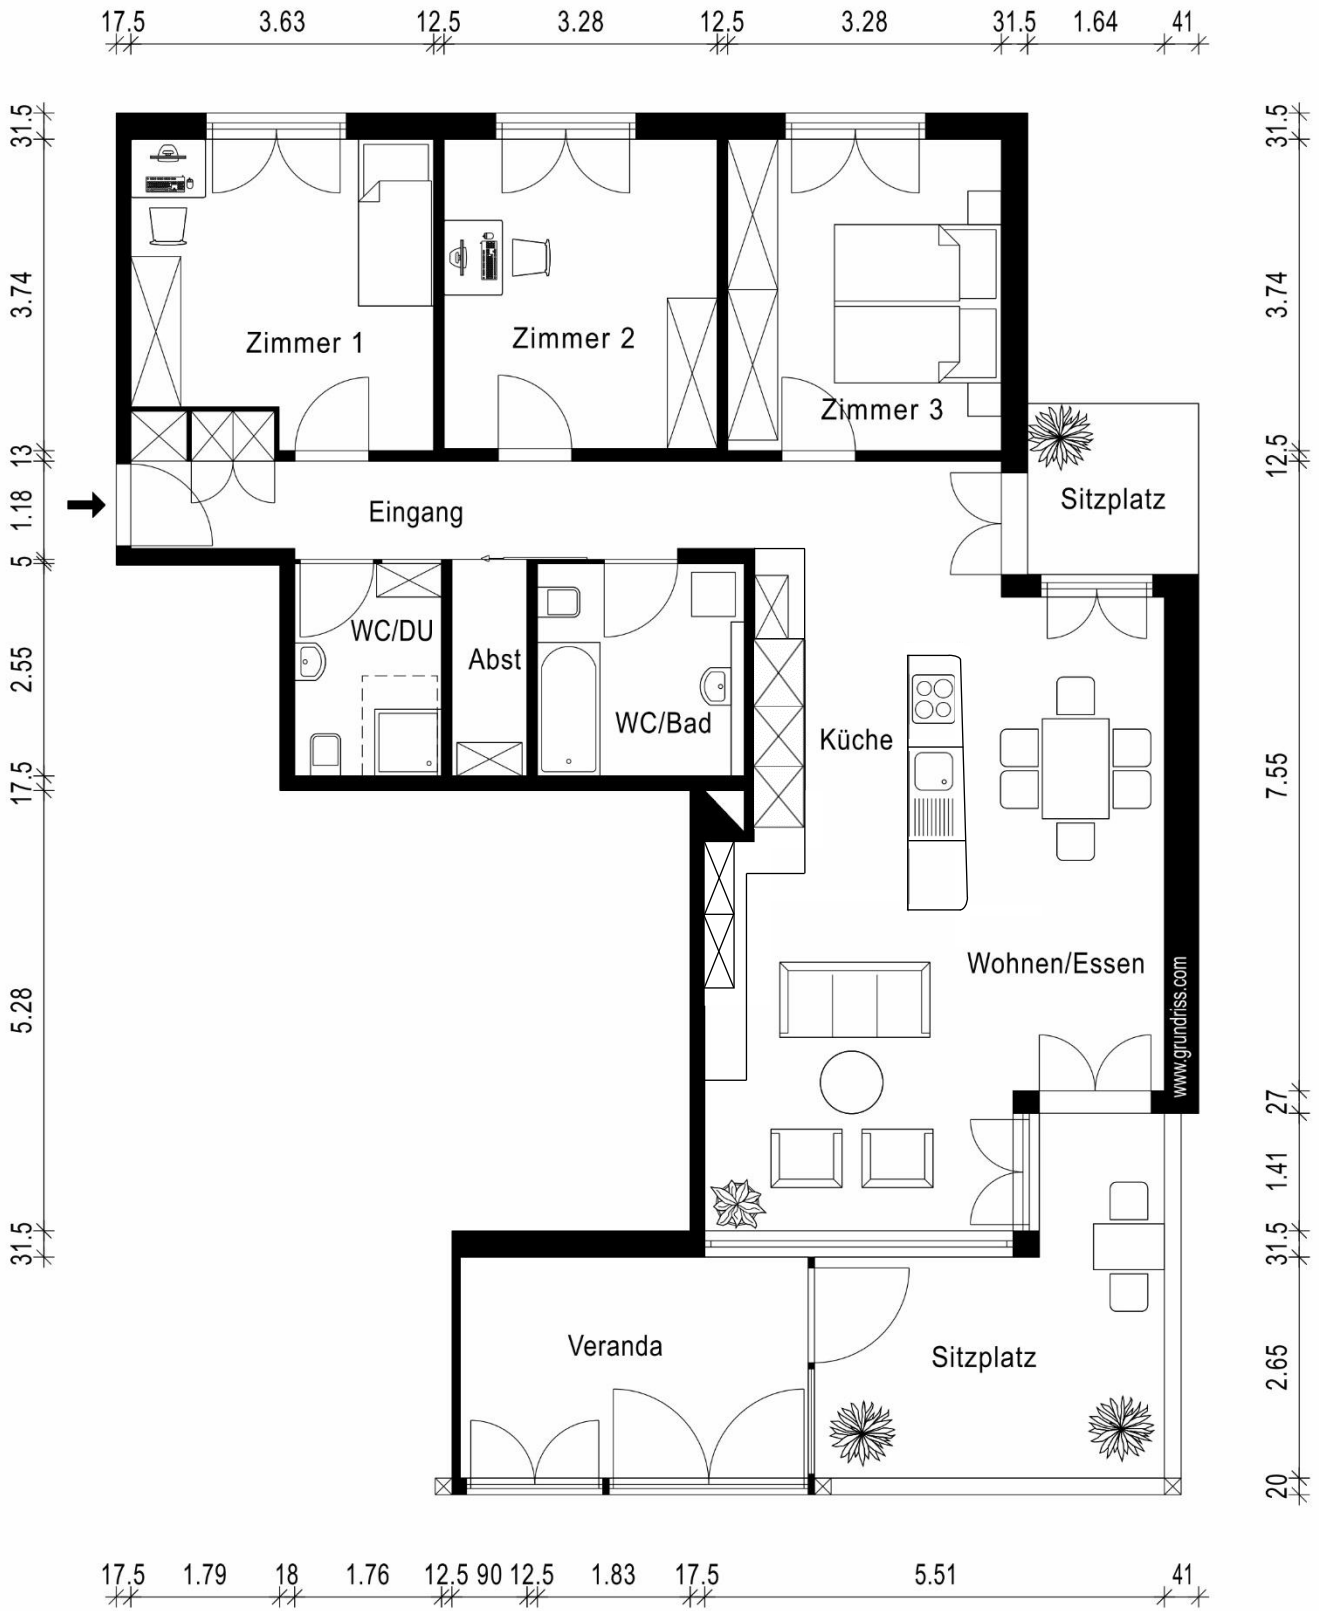 17.5 3.63 12.5 3.28 12.5 3.28 31.5 1.64 41
31.5
3.74
13
1.18
5
2.55
17.5
5.28
31.5
Zimmer 1
Zimmer 2
Zimmer 3
Eingang
Sitzplatz
WC/DU
Abst
WC/Bad
Küche
Wohnen/Essen
www.grundriss.com
Veranda
Sitzplatz
31.5
3.74
12.5
7.55
27
1.41
31.5
2.65
20
17.5 1.79 18 1.76 12.5 90 12.5 1.83 17.5 5.51 41